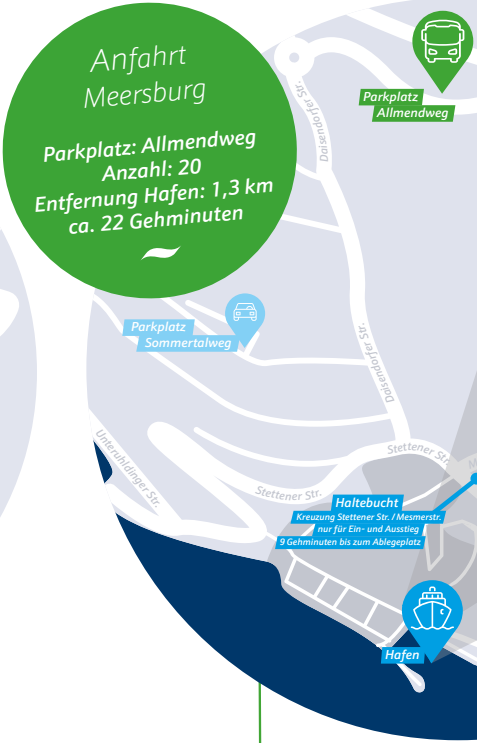 Anfahrt
Meersburg
Parkplatz: Allmendweg
Anzahl: 20
Entfernung Hafen: 1,3 km
ca. 22 Gehminuten
Parkplatz
Allmendweg
Daisendorfer Str.
Parkplatz
Sommertalweg
Daisendorfer Str.
Unteruhldinger Str.
Stettener Str.
Stettener Str.
Haltebucht
Kreuzung Stettener Str. / Mesmerstr.
nur für Ein- und Ausstieg
9 Gehminuten bis zum Ablegeplatz
Hafen